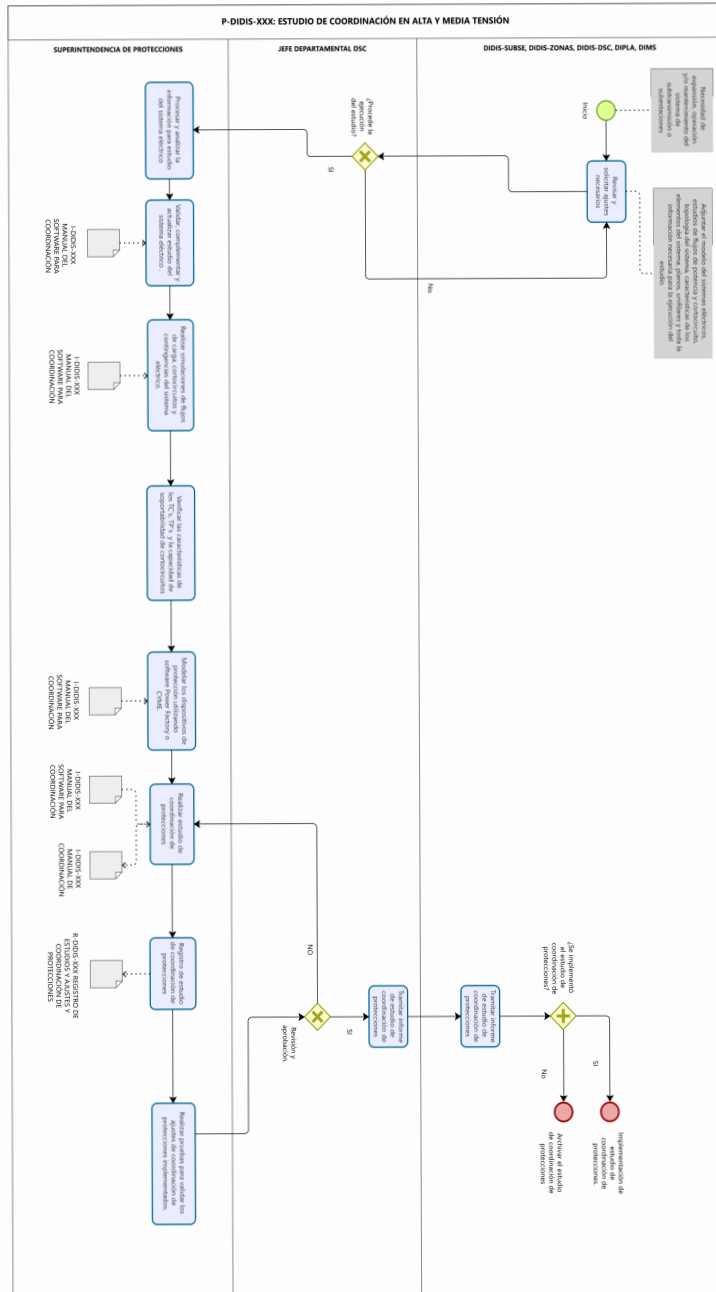 P-DIDIS-XXX: ESTUDIO DE COORDINACIÓN EN ALTA Y MEDIA TENSIÓN
DIDIS-SUBSE, DIDIS-ZONAS, DIDIS-DSC, DIPLA, DIMS
Necesidad de
expansión, operación
y/o mantenimiento del
sistema de
subtransmisión o
subestaciones
Inicio
Adjuntar el modelo del sistemas eléctricos,
estudios de flujos de potencia y cortocircuito,
topología del sistema, características de los
elementos del sistema, planos, unifilares y toda la
información necesaria para la ejecución del
estudio.
Revisar y
solicitar ajustes
necesarios
No
¿Se implementó
el estudio de
coordinación de
protecciones?
SI
No
Implementación de
estudio de
coordinación de
protecciones.
Archivar el estudio
de coordinación de
protecciones
Tramitar informe
de estudio de
coordinación de
protecciones
JEFE DEPARTAMENTAL DSC
¿Procede la
ejecución
del estudio?
SI
Tramitar informe
de estudio de
coordinación de
protecciones
SI
NO
Revisión y
aprobación.
SUPERINTENDENCIA DE PROTECCIONES
Procesar y analizar la
información para estudio
del sistema eléctrico
Validar, complementar y
actualizar estudio del
sistema eléctrico
Realizar simulaciones de flujos
de carga, cortocircuitos y
contingencias del sistema
eléctrico.
Verificar las características de
los TC´s, TP´s y la capacidad de
soportabilidad de cortocircuitos
Modelar los dispositivos de
protección utilizando
software Power Factory o
CYME.
Realizar estudio de
coordinación de
protecciones
Registro de estudio
de coordinación de
protecciones
Realizar pruebas para validar los
ajustes de coordinación de
protecciones implementados.
I-DIDIS-XXX
MANUAL DEL
SOFTWARE PARA
COORDINACIÓN
I-DIDIS-XXX
MANUAL DEL
SOFTWARE PARA
COORDINACIÓN
I-DIDIS-XXX
MANUAL DEL
SOFTWARE PARA
COORDINACIÓN
I-DIDIS-XXX
MANUAL DEL
SOFTWARE PARA
COORDINACIÓN
I-DIDIS-XXX
MANUAL DE
COORDINACIÓN
R-DIDIS-XXX REGISTRO DE
ESTUDIOS Y AJUSTES Y
COORDINACIÓN DE
PROTECCIONES